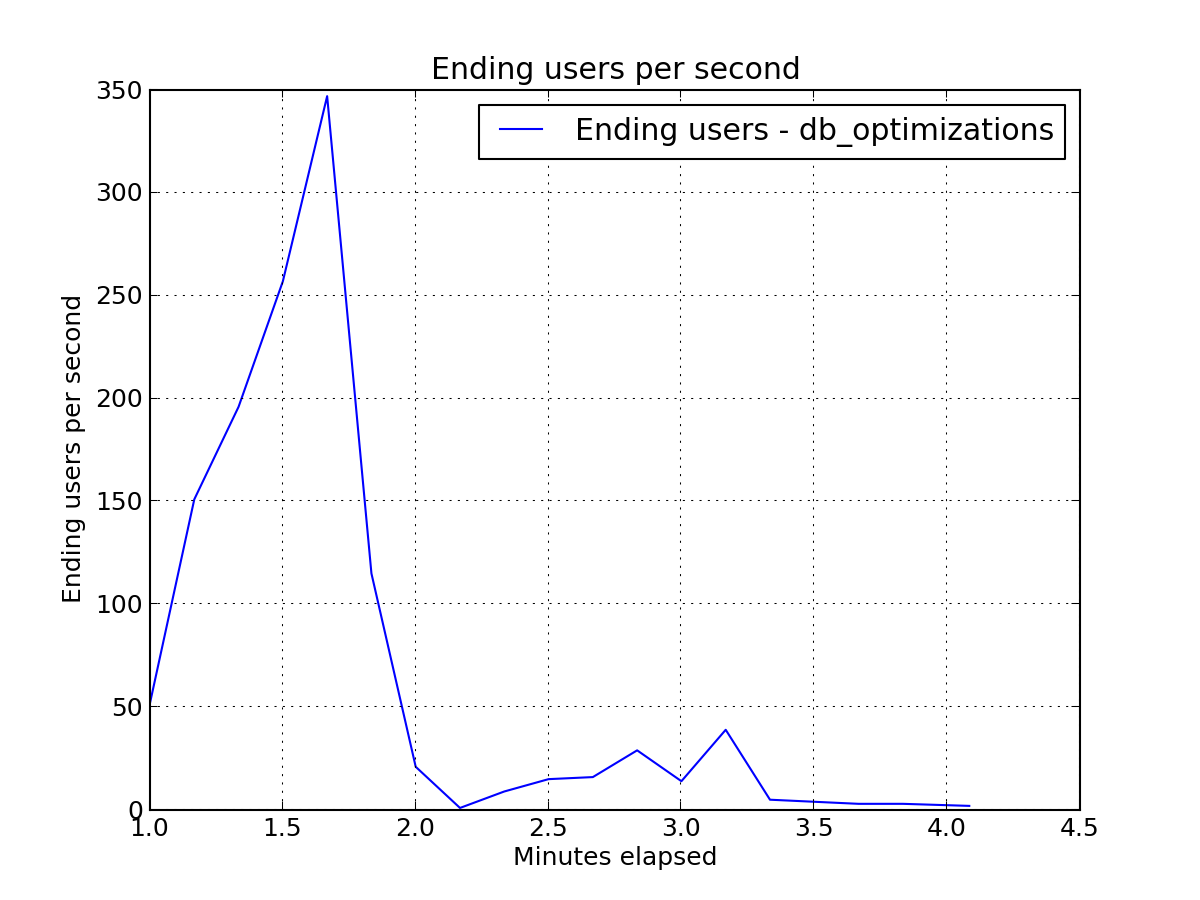 Ending users per second
Ending users - db_optimizations
350
300
250
200
150
100
50
0
Ending users per second
1.0 1.5 2.0 2.5 3.0 3.5 4.0 4.5
Minutes elapsed